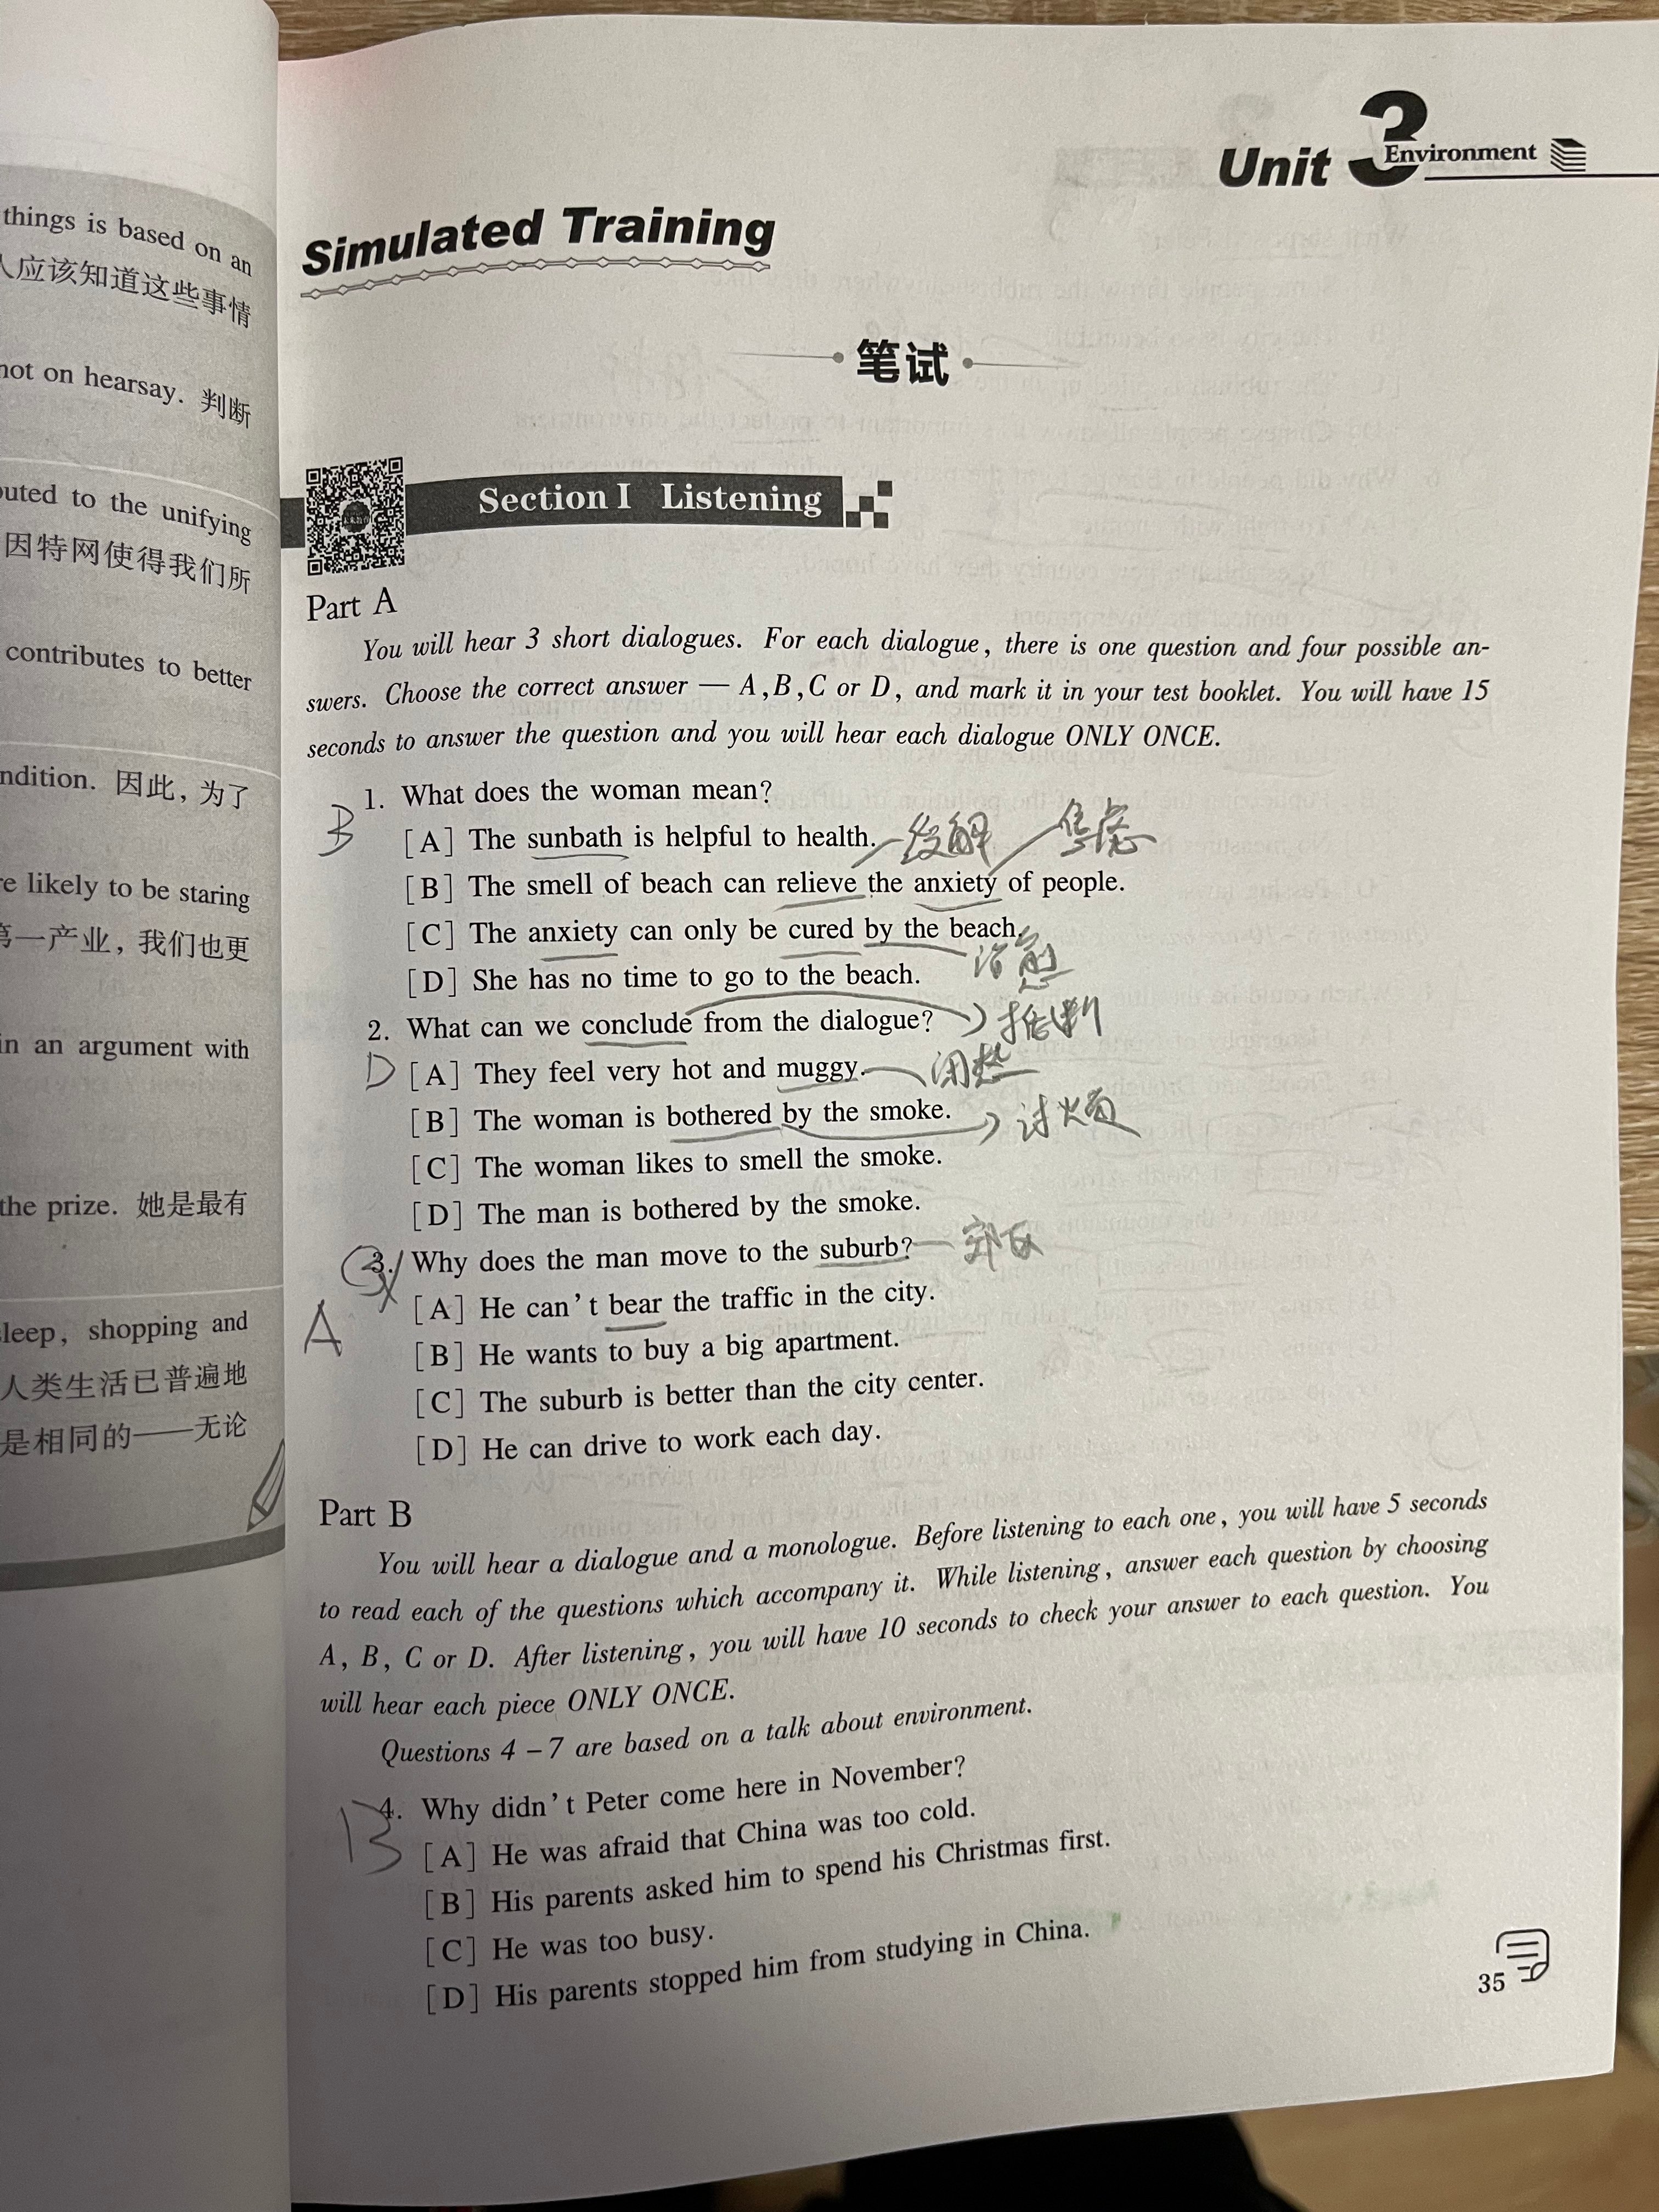 things is based on an
人应该知道这些事情
not on hearsay. 判断
buted to the unifying
因特网使得我们所
contributes to better
ndition. 因此,为了
re likely to be staring
第一产业,我们也更
in an argument with
the prize. 她是最有
sleep, shopping and
人类生活已普遍地
是相同的——无论
Unit 3 Environment
Simulated Training
笔试
Section I Listening
Part A
You will hear 3 short dialogues. For each dialogue, there is one question and four possible an-
swers. Choose the correct answer — A,B,C or D, and mark it in your test booklet. You will have 15
seconds to answer the question and you will hear each dialogue ONLY ONCE.
1. What does the woman mean?
B
[A] The sunbath is helpful to health. 缓解 焦虑
[B] The smell of beach can relieve the anxiety of people.
[C] The anxiety can only be cured by the beach.
治愈
[D] She has no time to go to the beach.
2. What can we conclude from the dialogue? 推断
D [A] They feel very hot and muggy. 闷热
[B] The woman is bothered by the smoke. 讨火烦
[C] The woman likes to smell the smoke.
[D] The man is bothered by the smoke.
3. Why does the man move to the suburb? 郊区
A [A] He can't bear the traffic in the city.
[B] He wants to buy a big apartment.
[C] The suburb is better than the city center.
[D] He can drive to work each day.
Part B
You will hear a dialogue and a monologue. Before listening to each one, you will have 5 seconds
to read each of the questions which accompany it. While listening, answer each question by choosing
A, B, C or D. After listening, you will have 10 seconds to check your answer to each question. You
will hear each piece ONLY ONCE.
Questions 4 – 7 are based on a talk about environment.
4. Why didn't Peter come here in November?
B [A] He was afraid that China was too cold.
[B] His parents asked him to spend his Christmas first.
[C] He was too busy.
[D] His parents stopped him from studying in China.
35